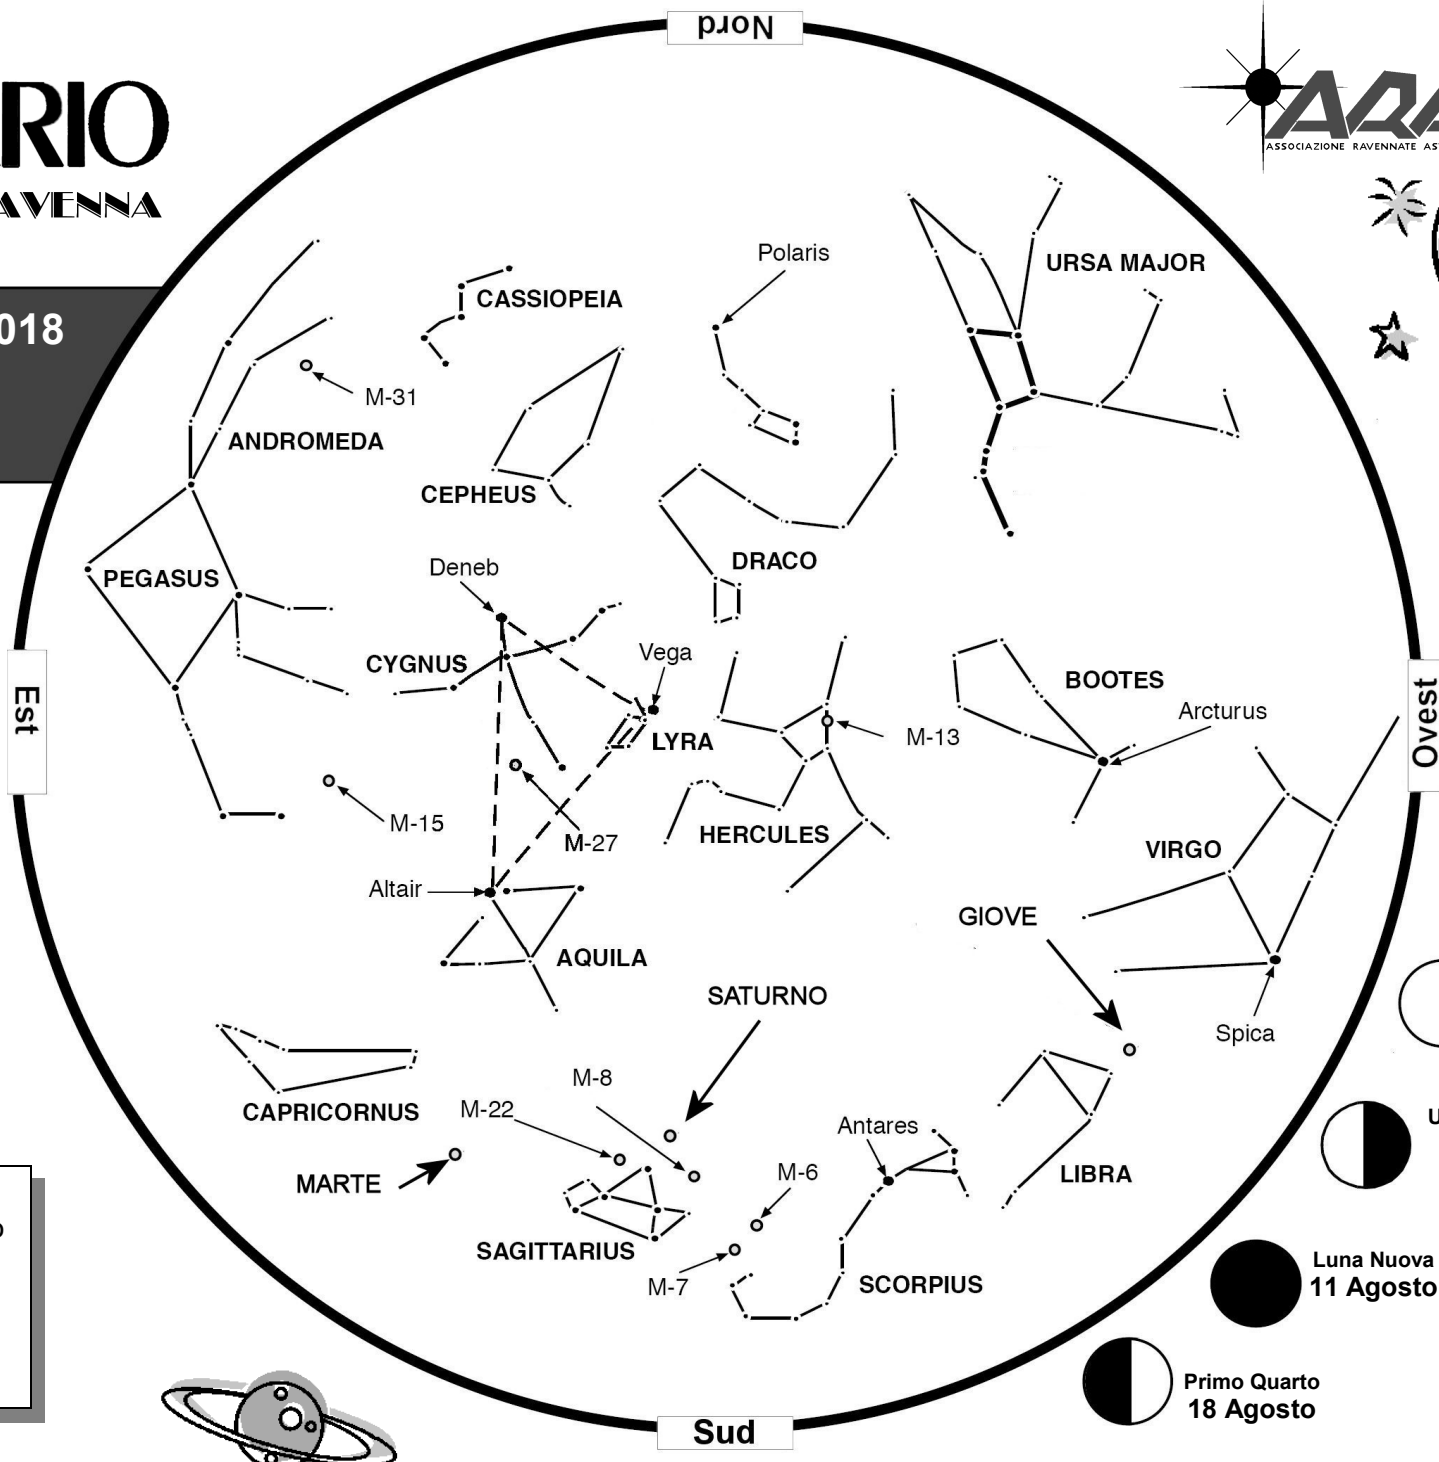 Nord
RIO
AVENNA
018
ASSOCIAZIONE RAVENNATE AS
Polaris
URSA MAJOR
CASSIOPEIA
M-31
ANDROMEDA
CEPHEUS
DRACO
Deneb
PEGASUS
CYGNUS
Vega
BOOTES
Arcturus
Est
Ovest
LYRA
M-13
M-15
M-27
HERCULES
VIRGO
Altair
GIOVE
AQUILA
SATURNO
Spica
M-8
CAPRICORNUS
M-22
Antares
MARTE
M-6
LIBRA
SAGITTARIUS
M-7
SCORPIUS
Luna Nuova
11 Agosto
Primo Quarto
18 Agosto
Sud